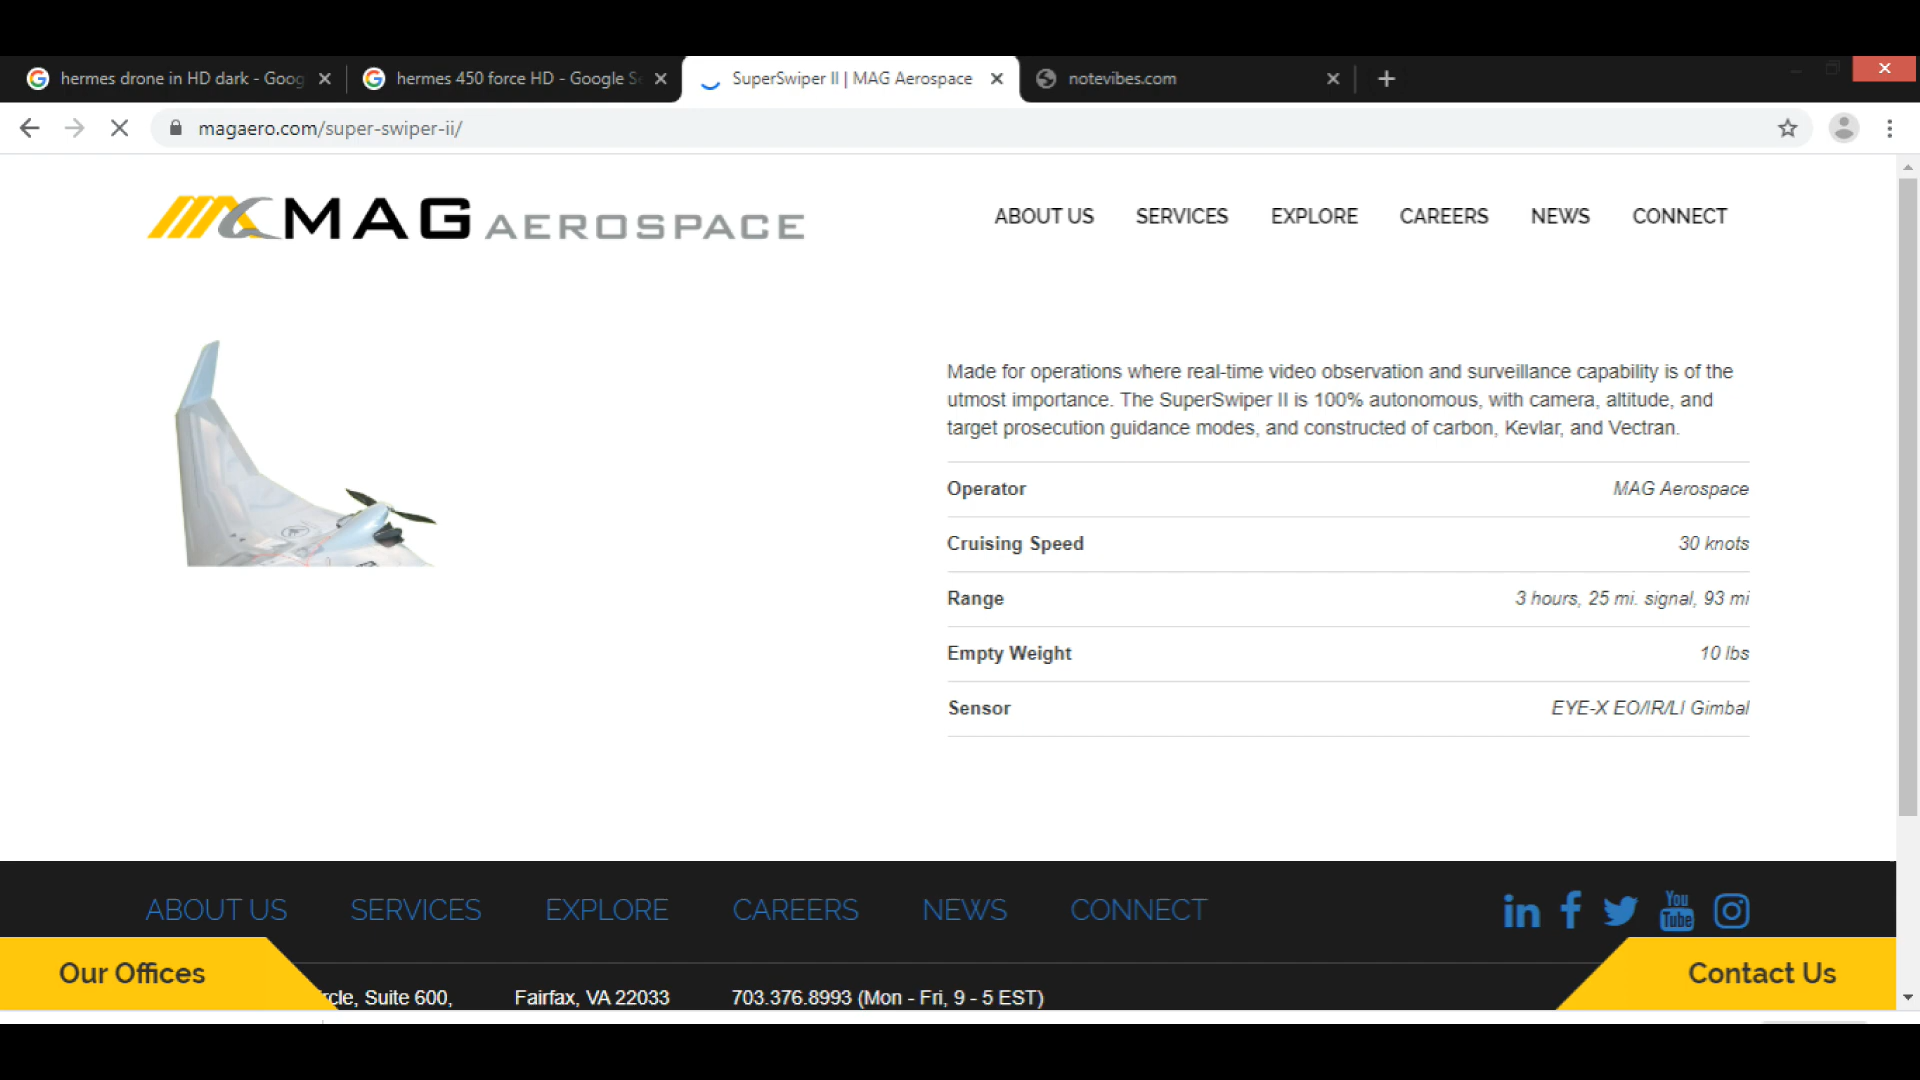 hermes drone in HD dark - Goog
hermes 450 force HD - Google S
SuperSwiper II | MAG Aerospace
notevibes.com
magaero.com/super-swiper-ii/
MAG AEROSPACE
ABOUT US
SERVICES
EXPLORE
CAREERS
NEWS
CONNECT
Made for operations where real-time video observation and surveillance capability is of the
utmost importance. The SuperSwiper II is 100% autonomous, with camera, altitude, and
target prosecution guidance modes, and constructed of carbon, Kevlar, and Vectran.
Operator MAG Aerospace
Cruising Speed 30 knots
Range 3 hours, 25 mi. signal, 93 mi
Empty Weight 10 lbs
Sensor EYE-X EO/IR/LI Gimbal
ABOUT US
SERVICES
EXPLORE
CAREERS
NEWS
CONNECT
You
Tube
Our Offices
rcle, Suite 600,
Fairfax, VA 22033
703.376.8993 (Mon - Fri, 9 - 5 EST)
Contact Us